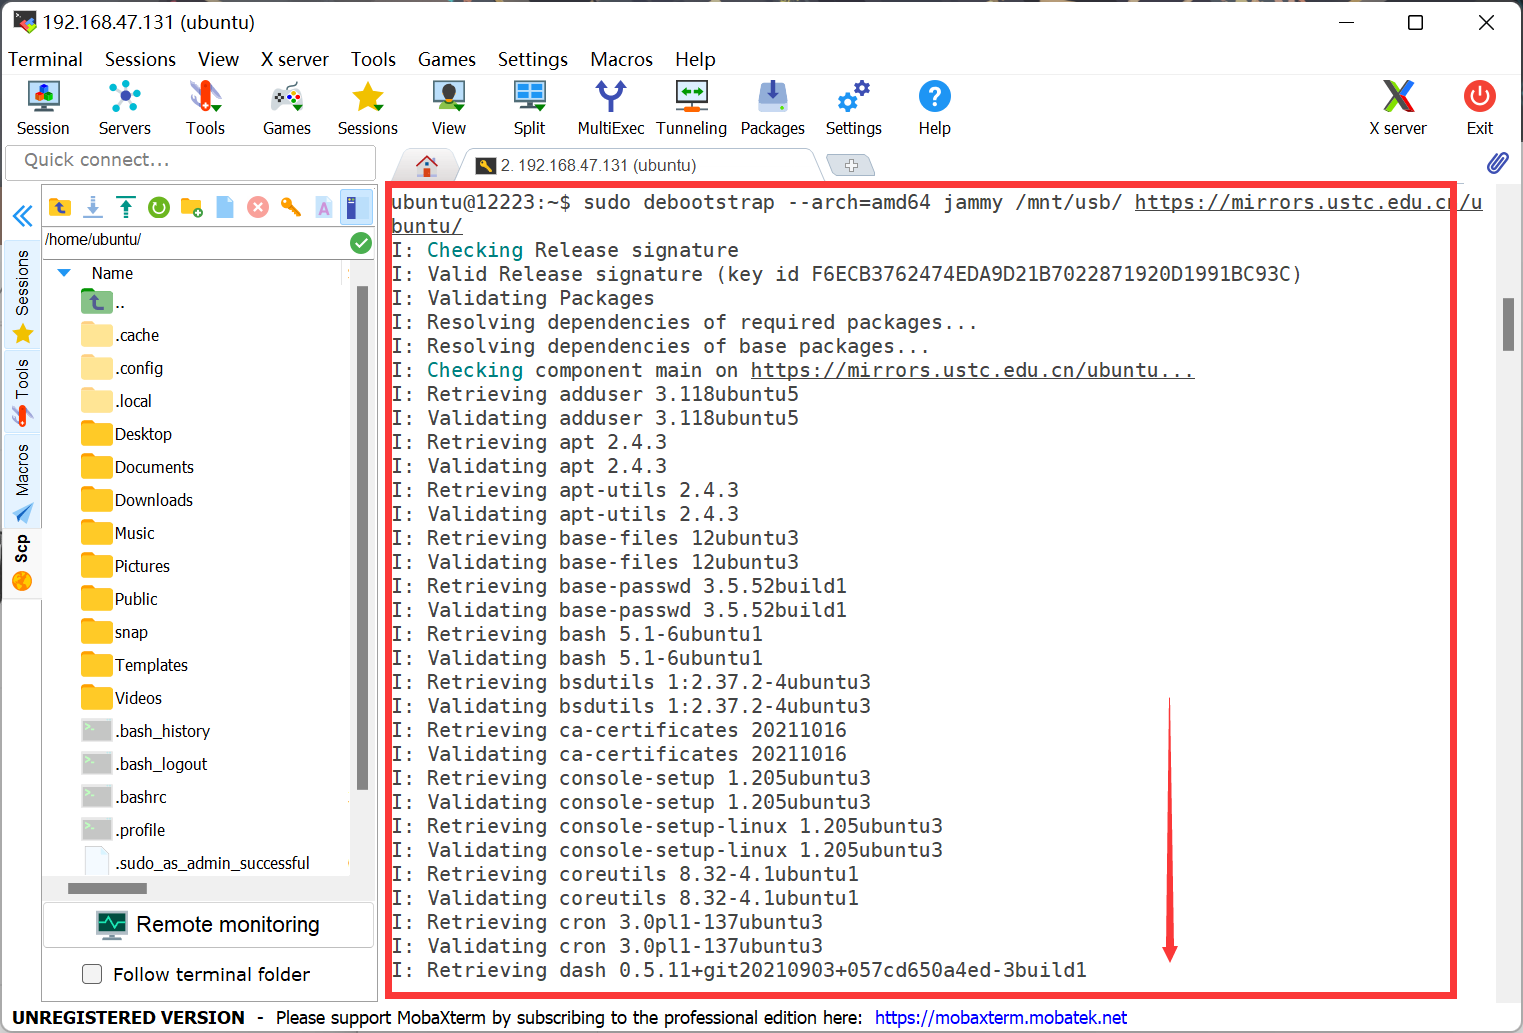 192.168.47.131 (ubuntu)
Terminal Sessions View X server Tools Games Settings Macros Help
Session Servers Tools Games Sessions View Split MultiExec Tunneling Packages Settings Help X server Exit
Quick connect...
2. 192.168.47.131 (ubuntu)
/home/ubuntu/
Name
..
.cache
.config
.local
Desktop
Documents
Downloads
Music
Pictures
Public
snap
Templates
Videos
.bash_history
.bash_logout
.bashrc
.profile
.sudo_as_admin_successful
Sessions
Tools
Macros
Scp
Remote monitoring
Follow terminal folder
ubuntu@12223:~$ sudo debootstrap --arch=amd64 jammy /mnt/usb/ https://mirrors.ustc.edu.cn/u
buntu/
I: Checking Release signature
I: Valid Release signature (key id F6ECB3762474EDA9D21B7022871920D1991BC93C)
I: Validating Packages
I: Resolving dependencies of required packages...
I: Resolving dependencies of base packages...
I: Checking component main on https://mirrors.ustc.edu.cn/ubuntu...
I: Retrieving adduser 3.118ubuntu5
I: Validating adduser 3.118ubuntu5
I: Retrieving apt 2.4.3
I: Validating apt 2.4.3
I: Retrieving apt-utils 2.4.3
I: Validating apt-utils 2.4.3
I: Retrieving base-files 12ubuntu3
I: Validating base-files 12ubuntu3
I: Retrieving base-passwd 3.5.52build1
I: Validating base-passwd 3.5.52build1
I: Retrieving bash 5.1-6ubuntu1
I: Validating bash 5.1-6ubuntu1
I: Retrieving bsdutils 1:2.37.2-4ubuntu3
I: Validating bsdutils 1:2.37.2-4ubuntu3
I: Retrieving ca-certificates 20211016
I: Validating ca-certificates 20211016
I: Retrieving console-setup 1.205ubuntu3
I: Validating console-setup 1.205ubuntu3
I: Retrieving console-setup-linux 1.205ubuntu3
I: Validating console-setup-linux 1.205ubuntu3
I: Retrieving coreutils 8.32-4.1ubuntu1
I: Validating coreutils 8.32-4.1ubuntu1
I: Retrieving cron 3.0pl1-137ubuntu3
I: Validating cron 3.0pl1-137ubuntu3
I: Retrieving dash 0.5.11+git20210903+057cd650a4ed-3build1
UNREGISTERED VERSION - Please support MobaXterm by subscribing to the professional edition here: https://mobaxterm.mobatek.net